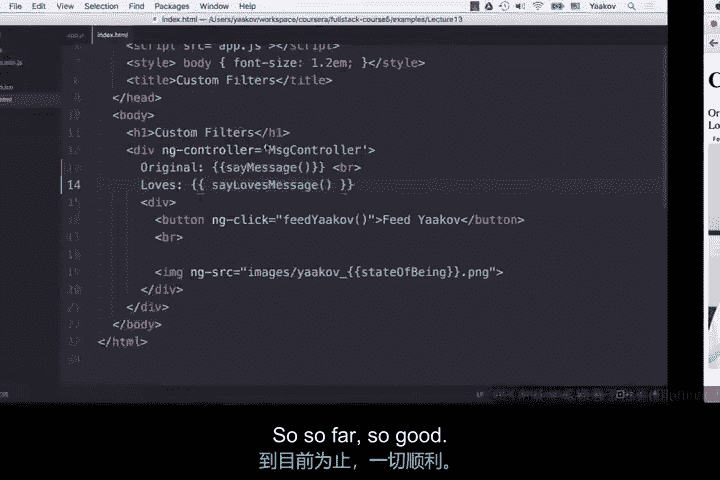 File Edit View Selection Find Packages Window Help Yaakov
index.html — /Users/yaakov/workspace/coursera/fullstack-course5/examples/Lecture13
app.js index.html
<script src="app.js"></script>
<style> body { font-size: 1.2em; }</style>
<title>Custom Filters</title>
</head>
<body>
<h1>Custom Filters</h1>
<div ng-controller='MsgController'>
Original: {{sayMessage()}} <br>
14 Loves: {{ sayLovesMessage() }}
<div>
<button ng-click="feedYaakov()">Feed Yaakov</button>
<br>
<img ng-src="images/yaakov_{{stateOfBeing}}.png">
</div>
</div>
</body>
</html>
LF
So so far, so good.
到目前为止，一切顺利。